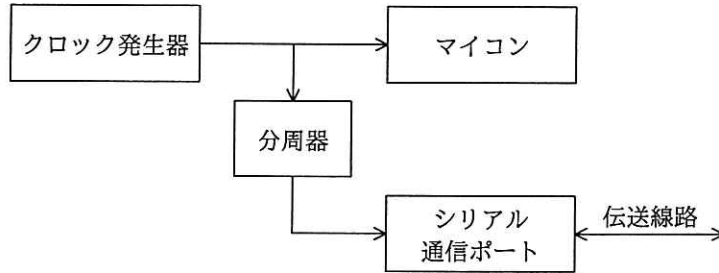 クロック発生器
マイコン
分周器
シリアル
通信ポート
伝送線路